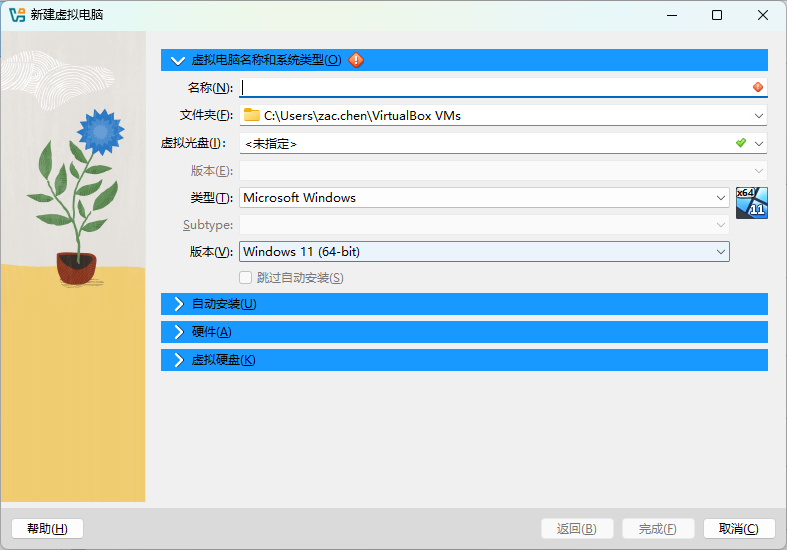 新建虚拟电脑
虚拟电脑名称和系统类型(O)
名称(N):
文件夹(F): C:\Users\zac.chen\VirtualBox VMs
虚拟光盘(I): <未指定>
版本(E):
类型(T): Microsoft Windows
x64
11
Subtype:
版本(V): Windows 11 (64-bit)
跳过自动安装(S)
自动安装(U)
硬件(A)
虚拟硬盘(K)
帮助(H) 返回(B) 完成(F) 取消(C)